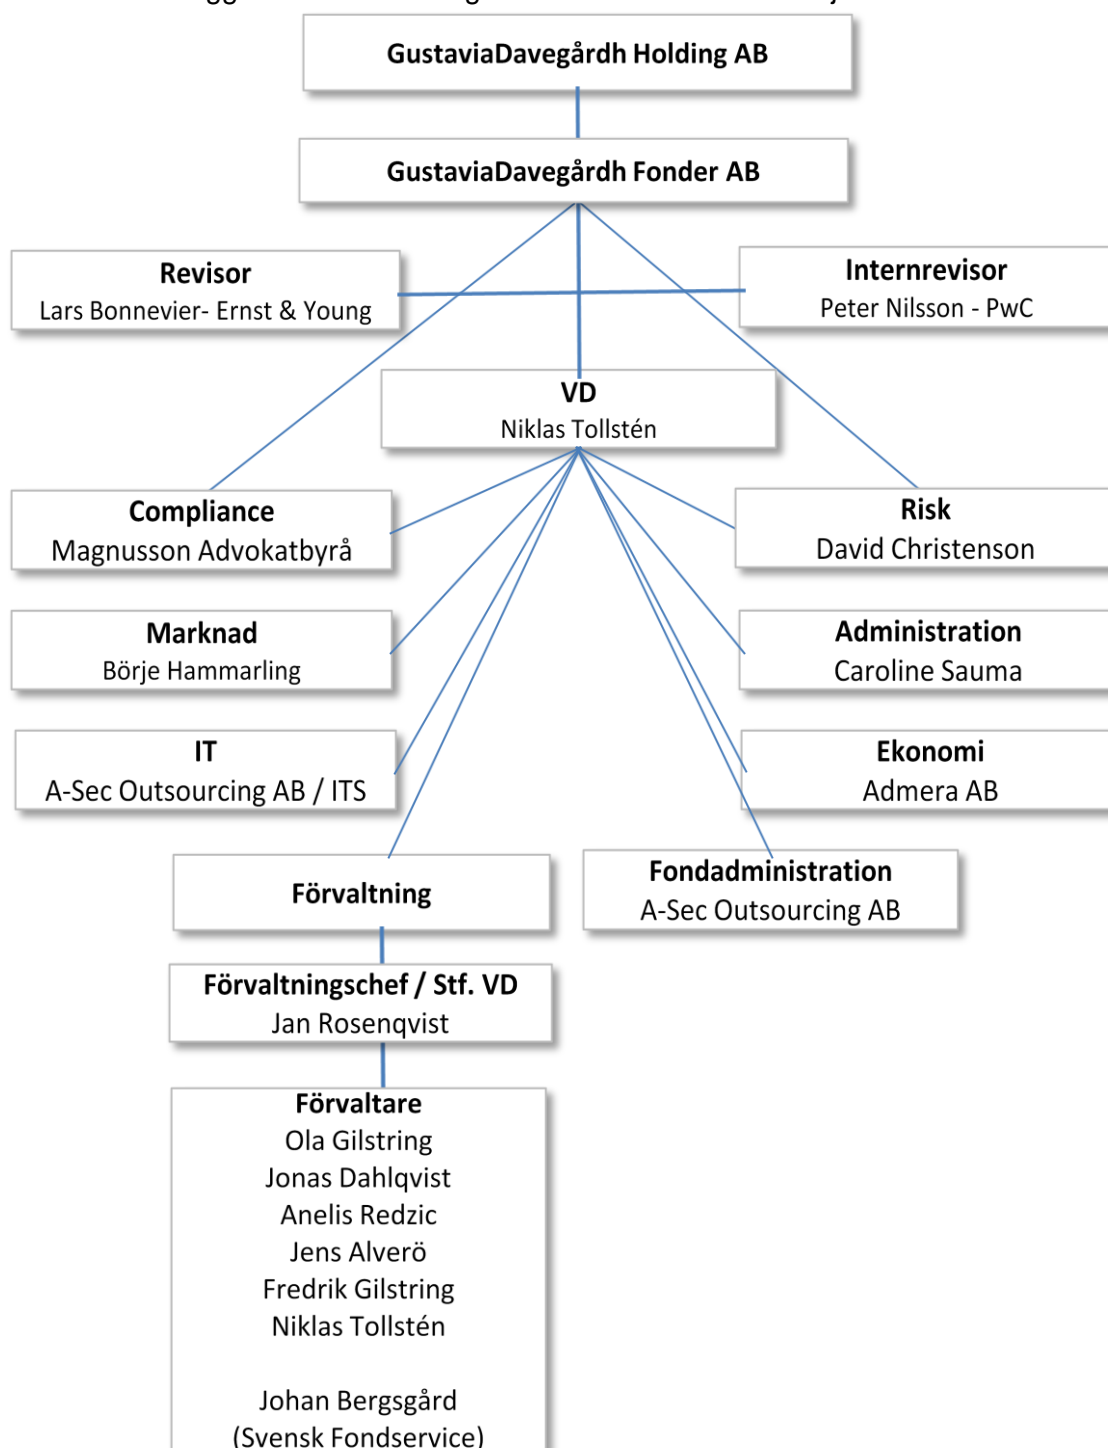 GustaviaDavegårdh Holding AB
GustaviaDavegårdh Fonder AB
Revisor
Lars Bonnevier- Ernst & Young
Internrevisor
Peter Nilsson - PwC
VD
Niklas Tollstén
Compliance
Magnusson Advokatbyrå
Risk
David Christenson
Marknad
Börje Hammarling
Administration
Caroline Sauma
IT
A-Sec Outsourcing AB / ITS
Ekonomi
Admera AB
Förvaltning
Fondadministration
A-Sec Outsourcing AB
Förvaltningschef / Stf. VD
Jan Rosenqvist
Förvaltare
Ola Gilstring
Jonas Dahlqvist
Anelis Redzic
Jens Alverö
Fredrik Gilstring
Niklas Tollstén
Johan Bergsgård
(Svensk Fondservice)